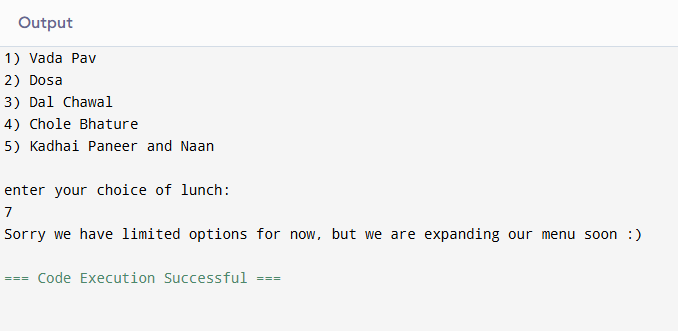 Output
1) Vada Pav
2) Dosa
3) Dal Chawal
4) Chole Bhature
5) Kadhai Paneer and Naan
enter your choice of lunch:
7
Sorry we have limited options for now, but we are expanding our menu soon :)
=== Code Execution Successful ===